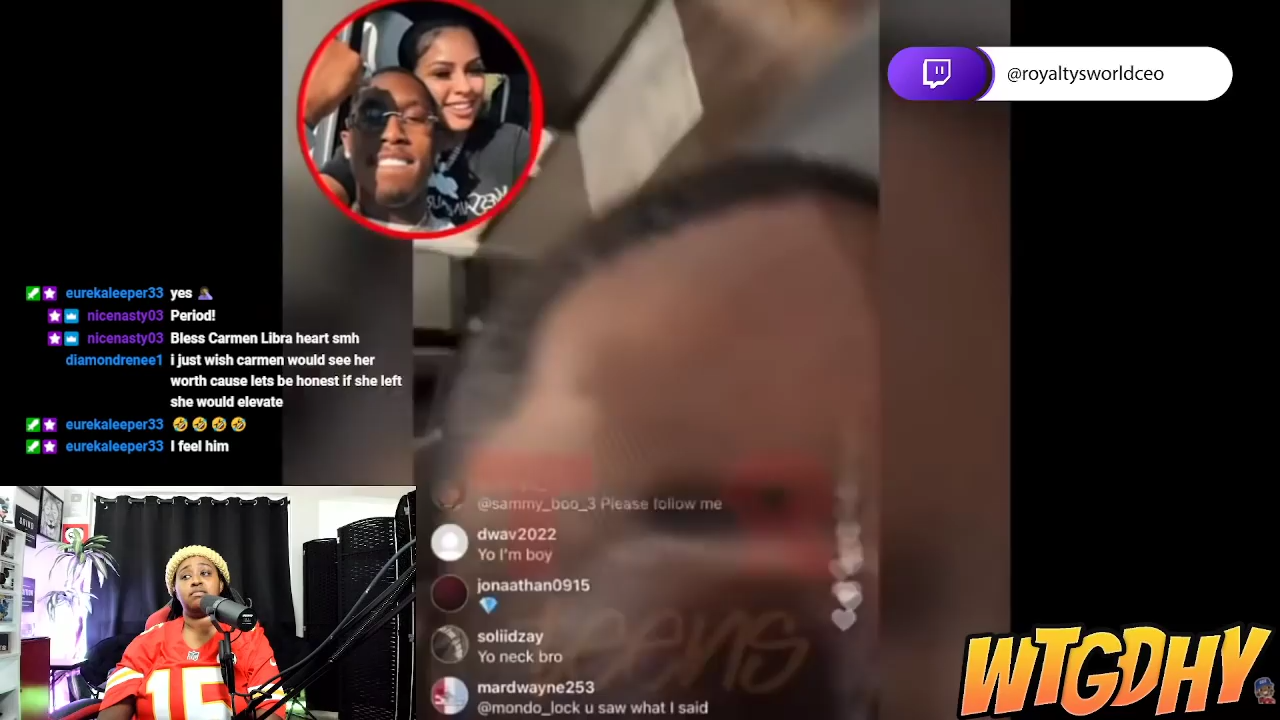 @royaltysworldceo
eurekaleeper33 yes
nicenasty03 Period!
nicenasty03 Bless Carmen Libra heart smh
diamondrenee1 i just wish carmen would see her
worth cause lets be honest if she left
she would elevate
eurekaleeper33 🤣🤣🤣🤣
eurekaleeper33 I feel him
@sammy_boo_3 Please follow me
dwav2022
Yo I'm boy
jonaathan0915
💎
soliidzay
Yo neck bro
mardwayne253
@mondo_lock u saw what I said
15
WTGDHY